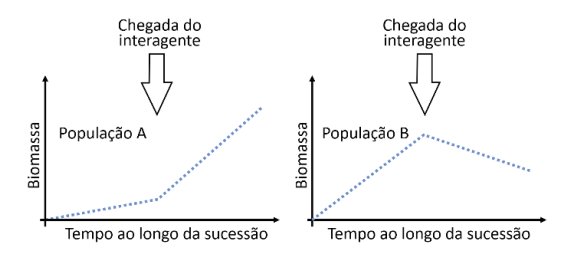 Chegada do
interagente
Biomassa
População A
Tempo ao longo da sucessão
Chegada do
interagente
Biomassa
População B
Tempo ao longo da sucessão